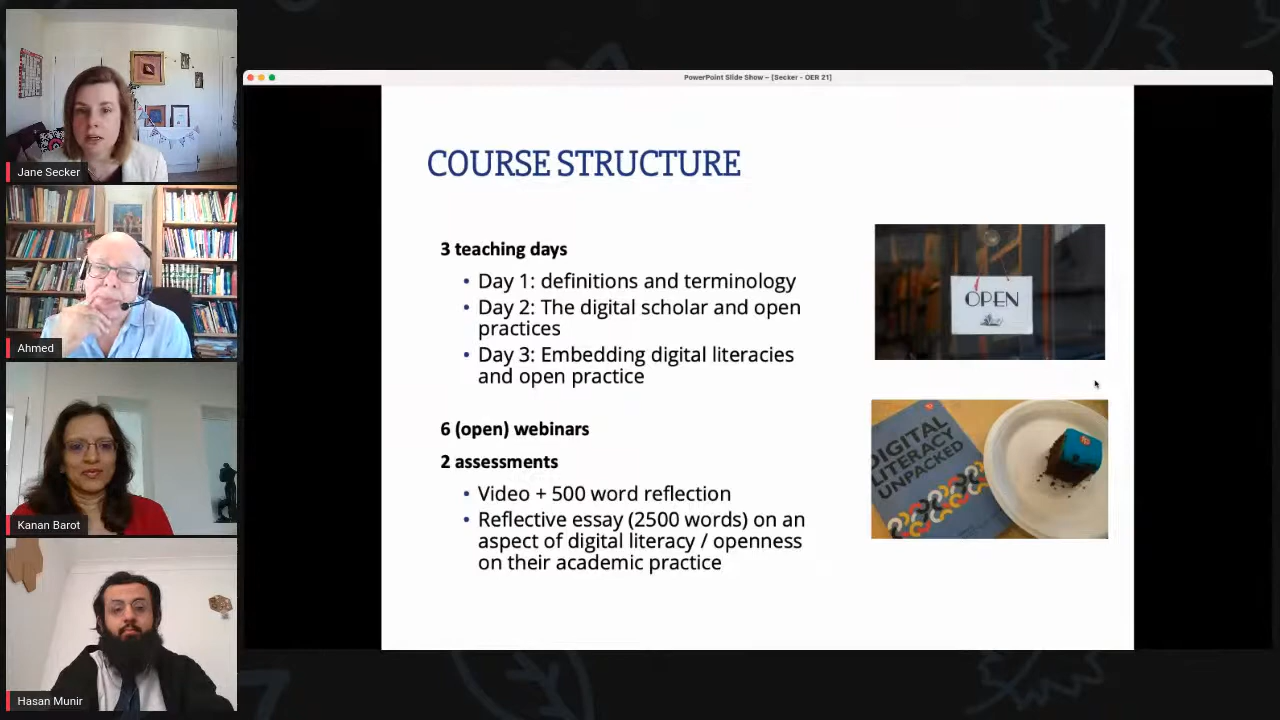 PowerPoint Slide Show – [Secker - OER 21]
Jane Secker
Ahmed
Kanan Barot
Hasan Munir
COURSE STRUCTURE
3 teaching days
• Day 1: definitions and terminology
• Day 2: The digital scholar and open
practices
• Day 3: Embedding digital literacies
and open practice
6 (open) webinars
2 assessments
• Video + 500 word reflection
• Reflective essay (2500 words) on an
aspect of digital literacy / openness
on their academic practice
OPEN
DIGITAL
LITERACY
UNPACKED